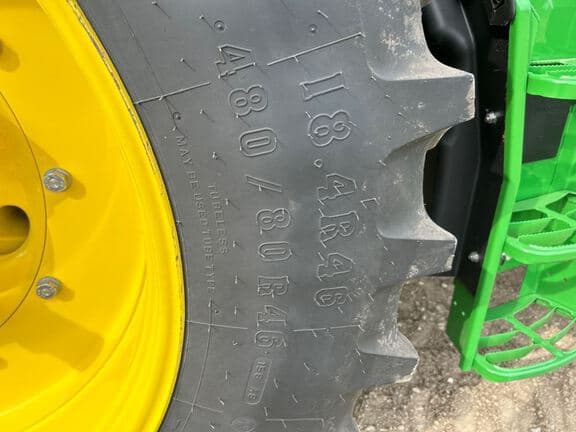 18.4R46
480/80R46
TUBELESS
MAY BE USED TUBE TYPE